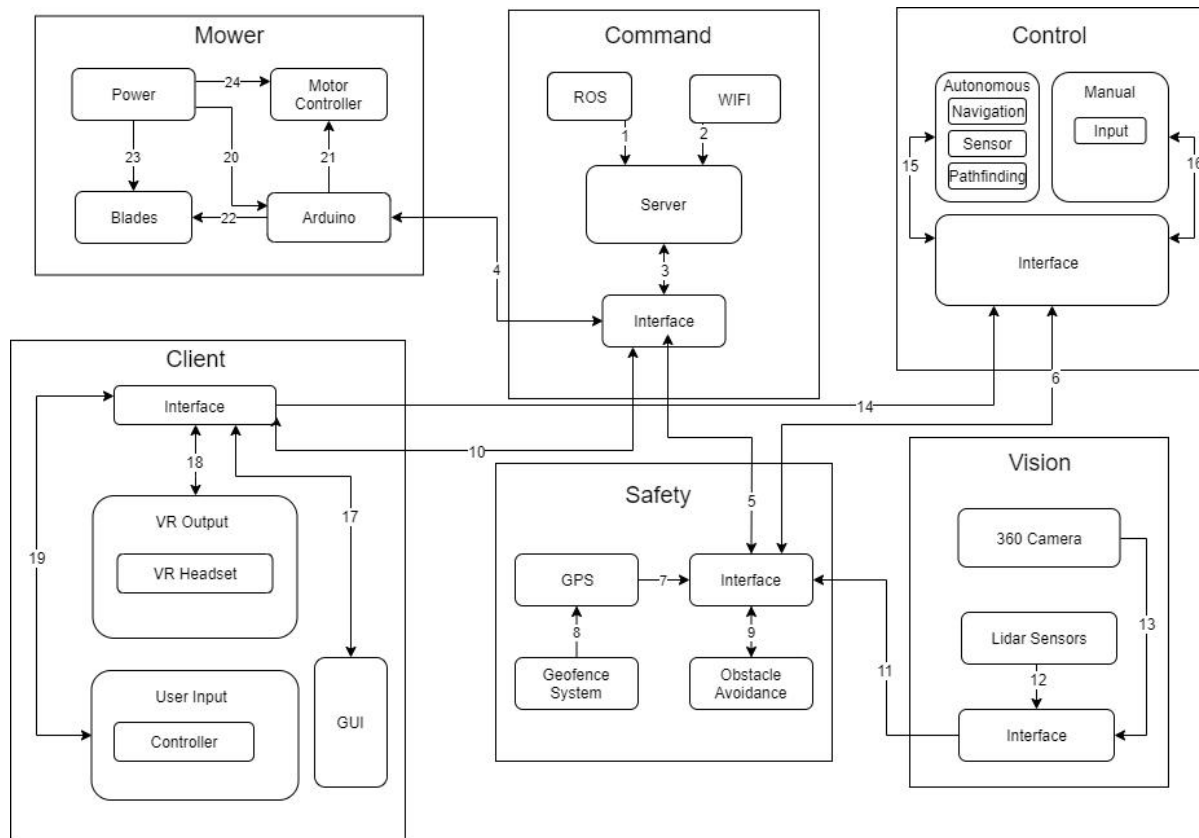 Mower
Power
24
Motor
Controller
23
20
21
Blades
22
Arduino
4
Command
ROS
WIFI
1
2
Server
3
Interface
Control
Autonomous
Navigation
Sensor
Pathfinding
Manual
Input
15
16
Interface
6
14
10
Client
Interface
18
17
19
VR Output
VR Headset
User Input
Controller
GUI
Safety
5
GPS
7
Interface
8
9
Geofence
System
Obstacle
Avoidance
11
Vision
360 Camera
13
Lidar Sensors
12
Interface